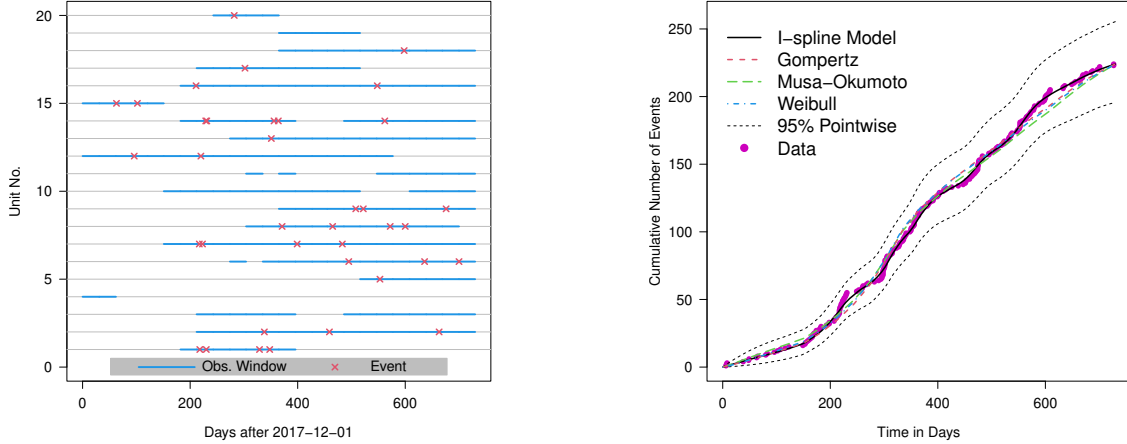 20
15
10
5
0
Unit No.
Obs. Window
Event
0 200 400 600
Days after 2017−12−01
250
200
150
100
50
0
Cumulative Number of Events
I−spline Model
Gompertz
Musa−Okumoto
Weibull
95% Pointwise
Data
0 200 400 600
Time in Days